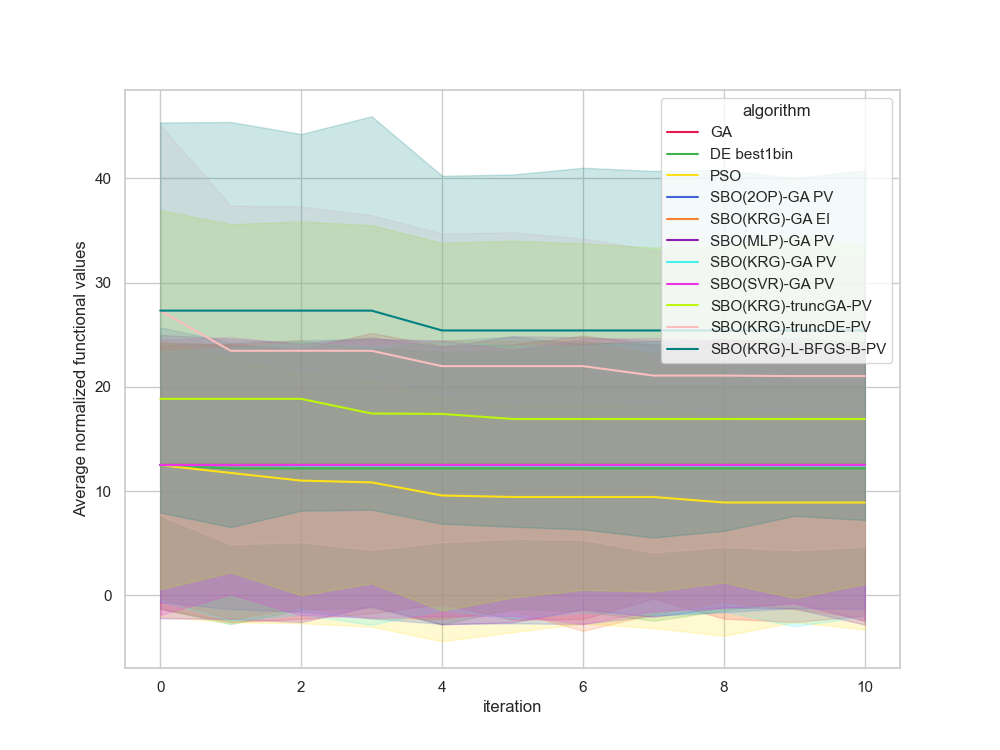 algorithm
GA
DE best1bin
PSO
SBO(2OP)-GA PV
SBO(KRG)-GA EI
SBO(MLP)-GA PV
SBO(KRG)-GA PV
SBO(SVR)-GA PV
SBO(KRG)-truncGA-PV
SBO(KRG)-truncDE-PV
SBO(KRG)-L-BFGS-B-PV
Average normalized functional values
40
30
20
10
0
0 2 4 6 8 10
iteration